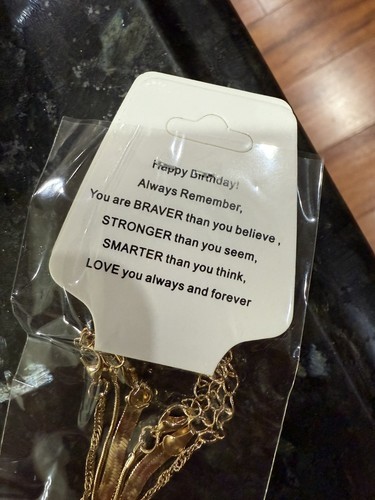 Happy Birthday!
Always Remember,
You are BRAVER than you believe ,
STRONGER than you seem,
SMARTER than you think,
LOVE you always and forever